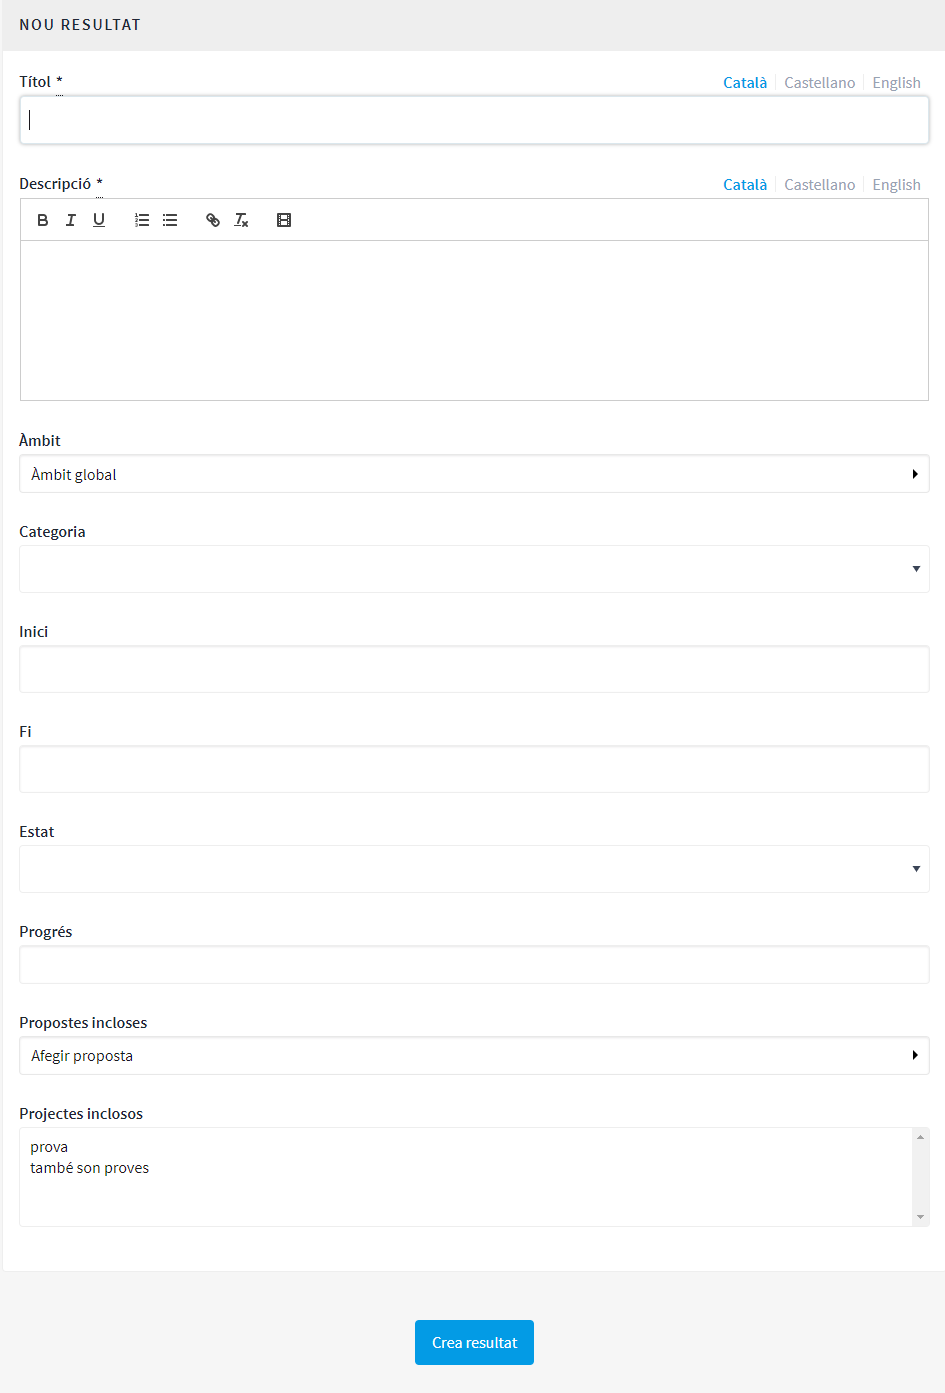 NOU RESULTAT
Títol * Català Castellano English
Descripció * Català Castellano English
Àmbit
Àmbit global
Categoria
Inici
Fi
Estat
Progrés
Propostes incloses
Afegir proposta
Projectes inclosos
prova
també son proves
Crea resultat